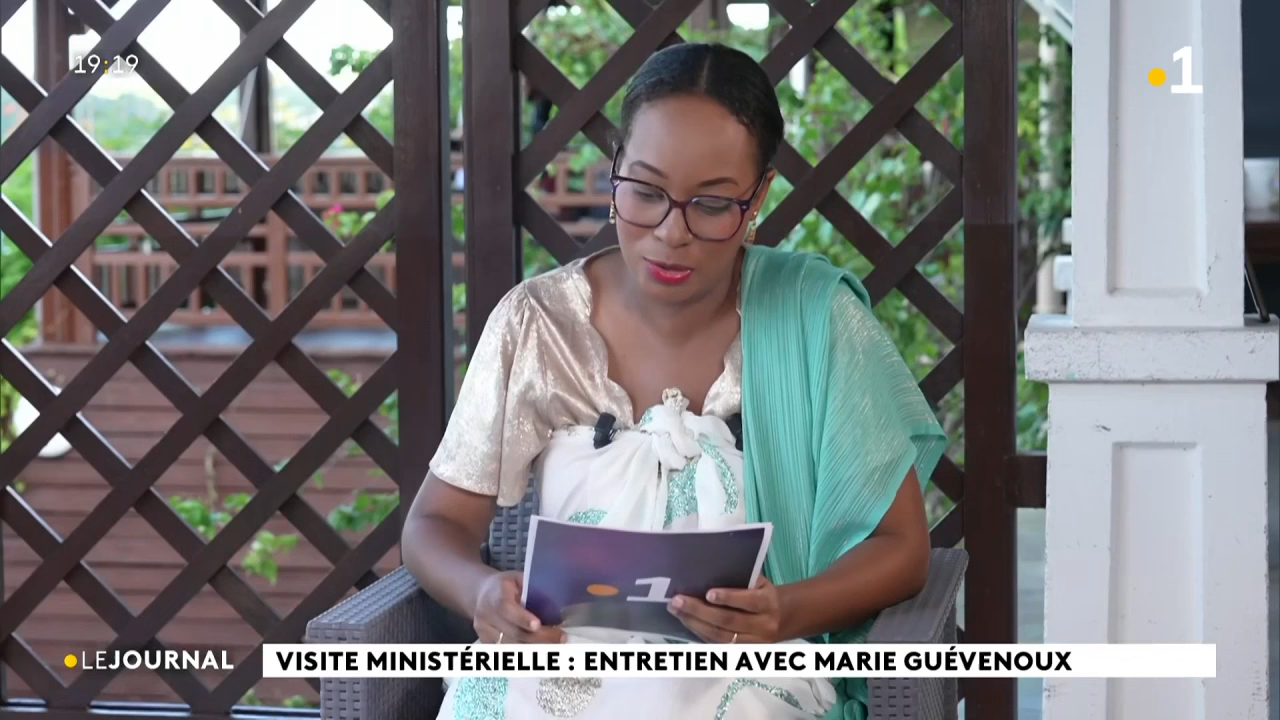 19:19
1
1
LEJOURNAL
VISITE MINISTÉRIELLE : ENTRETIEN AVEC MARIE GUÉVENOUX